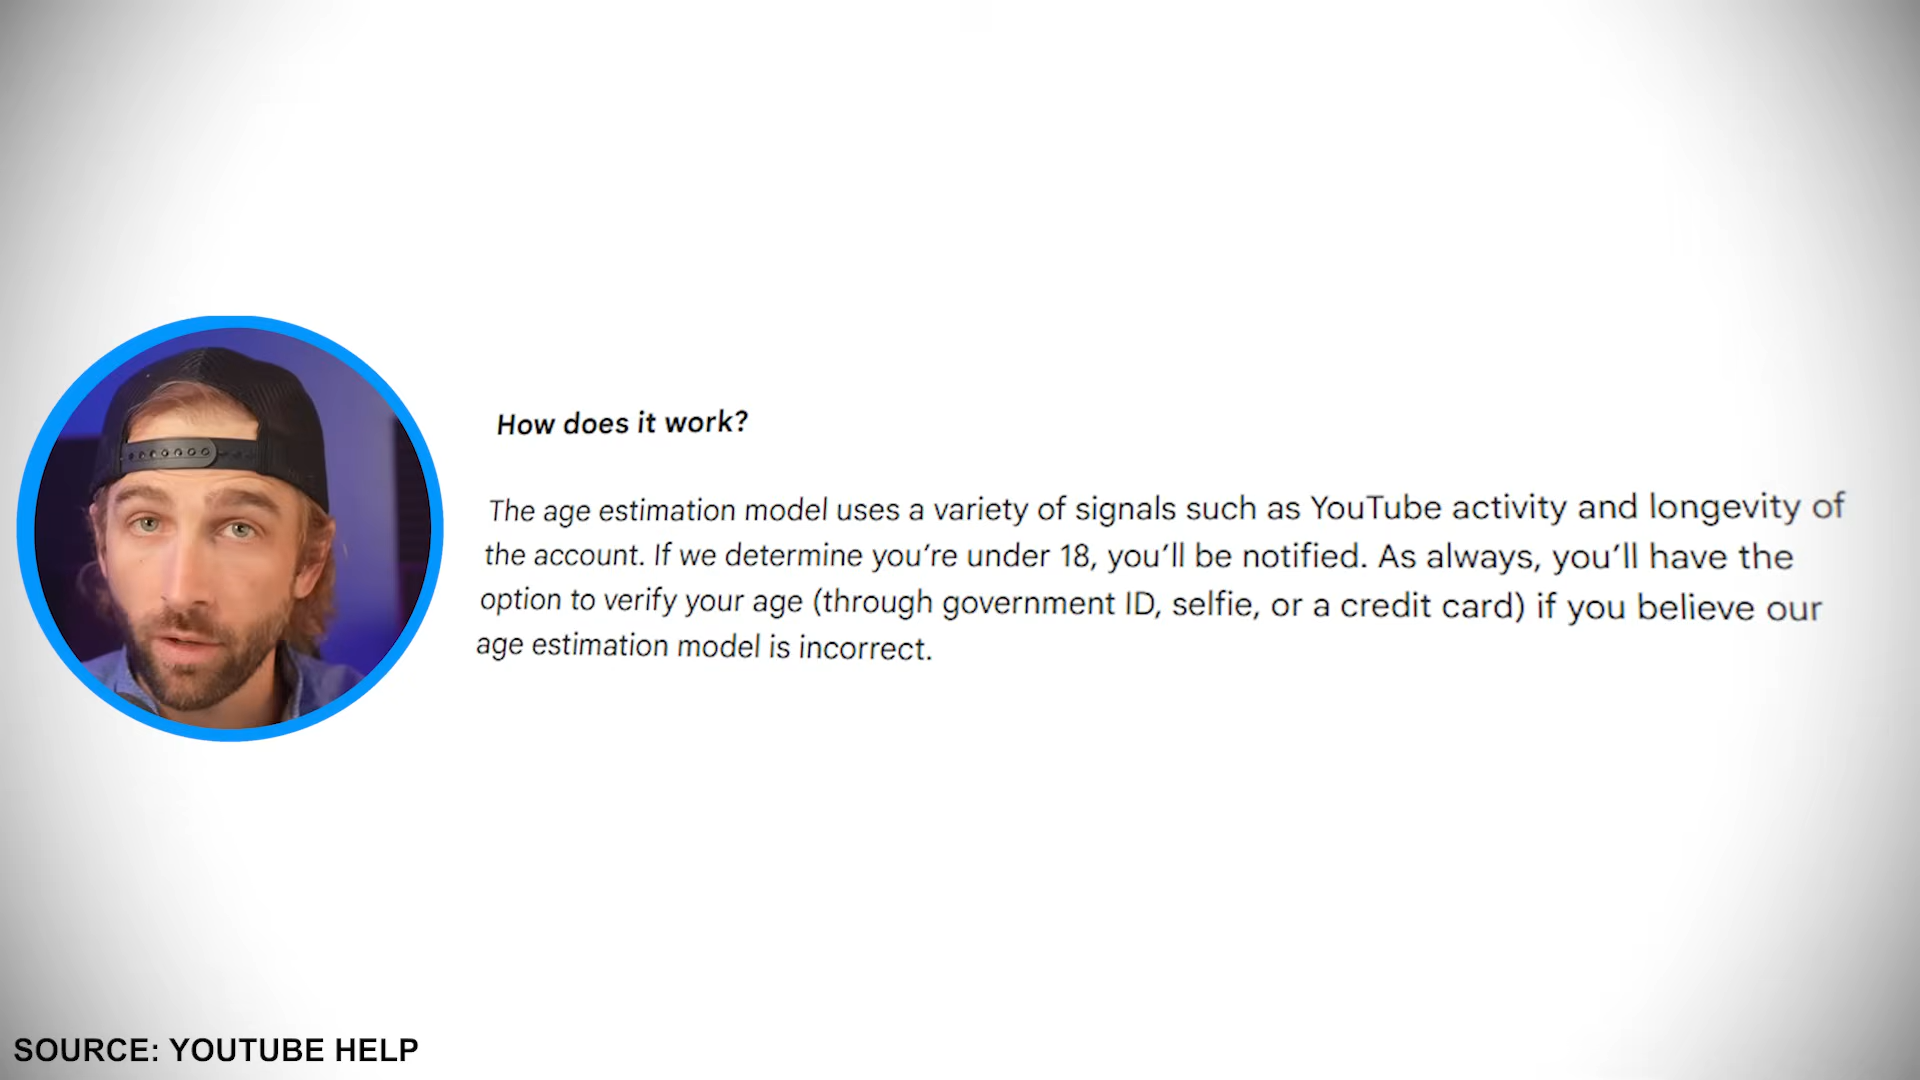 How does it work?
The age estimation model uses a variety of signals such as YouTube activity and longevity of
the account. If we determine you’re under 18, you’ll be notified. As always, you’ll have the
option to verify your age (through government ID, selfie, or a credit card) if you believe our
age estimation model is incorrect.
SOURCE: YOUTUBE HELP